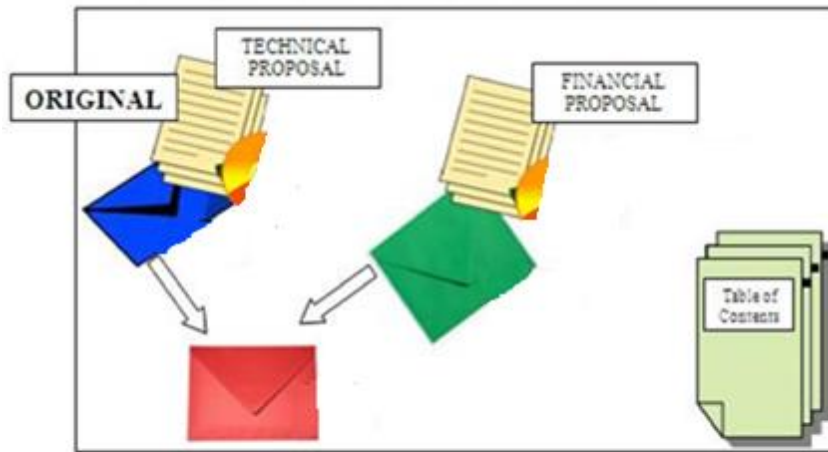 TECHNICAL
PROPOSAL
ORIGINAL
FINANCIAL
PROPOSAL
Table of
Contents